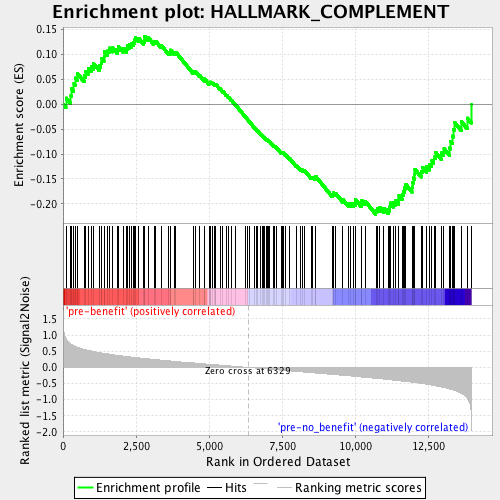 Enrichment plot: HALLMARK_COMPLEMENT
Enrichment score (ES)
0.15
0.10
0.05
0.00
-0.05
-0.10
-0.15
-0.20
'pre-benefit' (positively correlated)
Ranked list metric (Signal2Noise)
1.5
1.0
0.5
0.0
-0.5
-1.0
-1.5
-2.0
Zero cross at 6329
'pre-no_benefit' (negatively correlated)
0
2,500
5,000
7,500
10,000
12,500
Rank in Ordered Dataset
Enrichment profile
Hits
Ranking metric scores